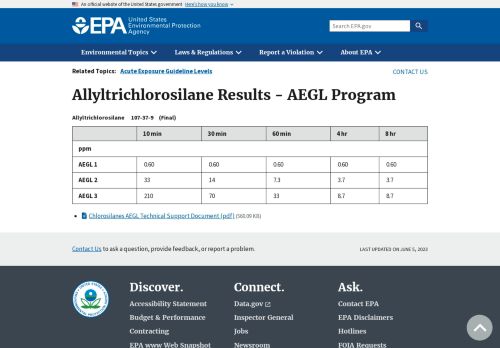 An official website of the United States government Here's how you know
EPA United States
Environmental Protection
Agency
Search EPA.gov
Environmental Topics Laws & Regulations Report a Violation About EPA
Related Topics: Acute Exposure Guideline Levels
CONTACT US
Allyltrichlorosilane Results – AEGL Program
Allyltrichlorosilane 107-37-9 (Final)
10 min 30 min 60 min 4 hr 8 hr
ppm
AEGL 1 0.60 0.60 0.60 0.60 0.60
AEGL 2 33 14 7.3 3.7 3.7
AEGL 3 210 70 33 8.7 8.7
Chlorosilanes AEGL Technical Support Document (pdf) (560.09 KB)
Contact Us to ask a question, provide feedback, or report a problem.
LAST UPDATED ON JUNE 5, 2023
Discover. Connect. Ask.
Accessibility Statement Data.gov Contact EPA
Budget & Performance Inspector General EPA Disclaimers
Contracting Jobs Hotlines
EPA www Web Snapshot Newsroom FOIA Requests